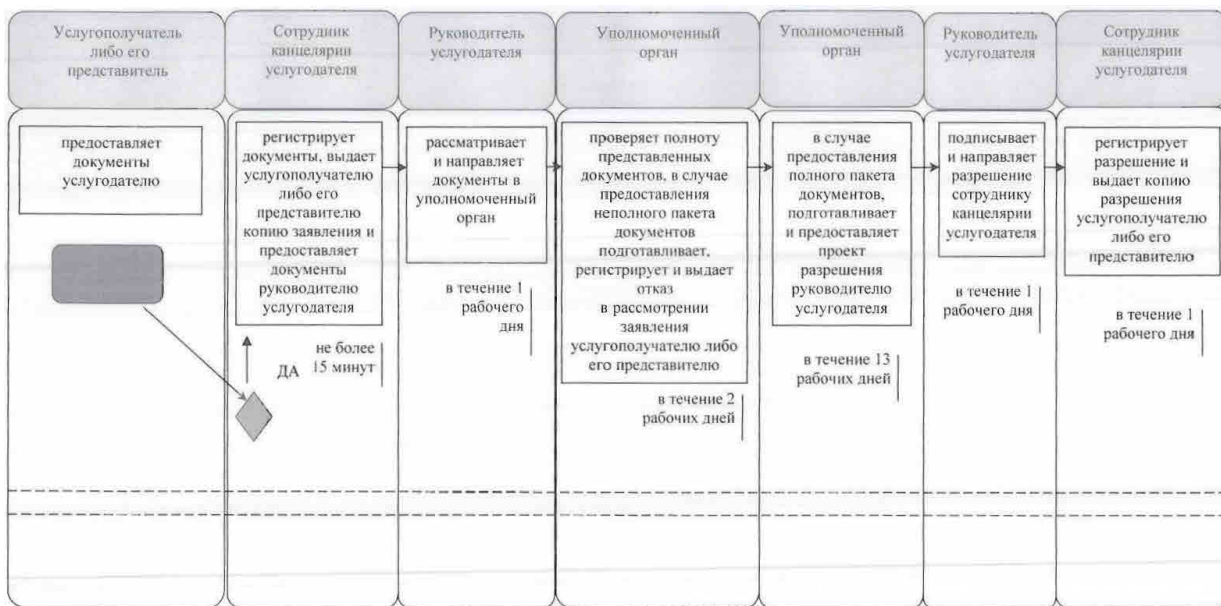 Услугополучатель
либо его
представитель
Сотрудник
канцелярии
услугодателя
Руководитель
услугодателя
Уполномоченный
орган
Уполномоченный
орган
Руководитель
услугодателя
Сотрудник
канцелярии
услугодателя
предоставляет
документы
услугодателю
регистрирует
документы, выдает
услугополучателю
либо его
представителю
копию заявления и
предоставляет
документы
руководителю
услугодателя
не более
15 минут
ДА
рассматривает
и направляет
документы в
уполномоченный
орган
в течение 1
рабочего
дня
проверяет полноту
представленных
документов, в случае
предоставления
неполного пакета
документов
подготавливает,
регистрирует и выдает
отказ
в рассмотрении
заявления
услугополучателю либо
его представителю
в течение 2
рабочих дней
в случае
предоставления
полного пакета
документов,
подготавливает
и предоставляет
проект
разрешения
руководителю
услугодателя
в течение 13
рабочих дней
подписывает
и направляет
разрешение
сотруднику
канцелярии
услугодателя
в течение 1
рабочего дня
регистрирует
разрешение и
выдает копию
разрешения
услугополучателю
либо его
представителю
в течение 1
рабочего дня